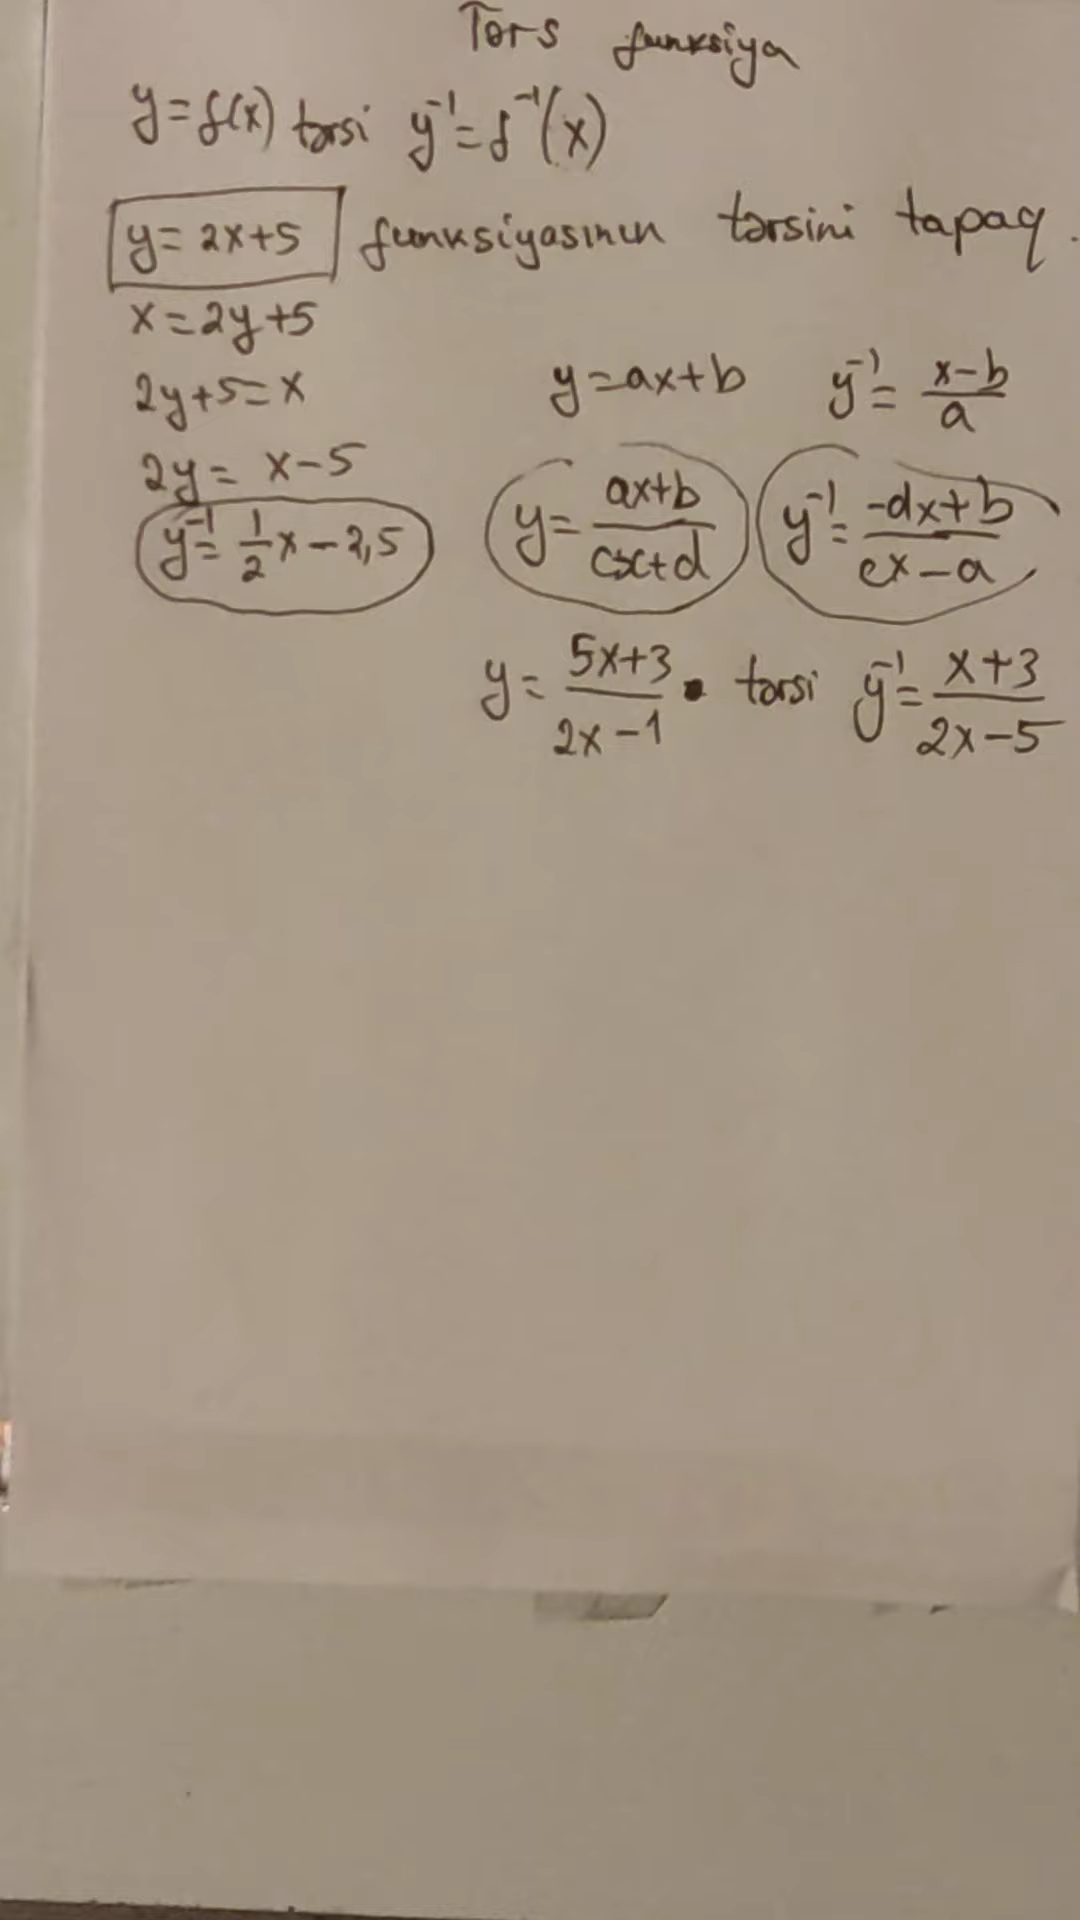 Tərs funksiya
y=f(x) tərsi y⁻¹=f⁻¹(x)
y=2x+5 funksiyasının tərsini tapaq.
x=2y+5
2y+5=x
2y=x-5
y⁻¹=1/2x-2,5
y=ax+b y⁻¹=(x-b)/a
y=(ax+b)/(cx+d) y⁻¹=(-dx+b)/(cx-a)
y=(5x+3)/(2x-1). tərsi y⁻¹=(x+3)/(2x-5)